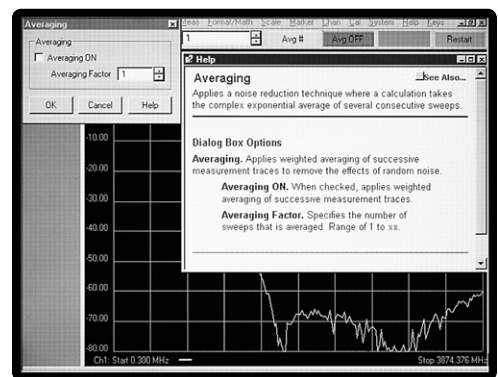 Averaging
Meas Format/Math Scale Marker Chan Cal System Help Keys
1 Avg # Avg OFF Restart
Averaging
Averaging ON
Averaging Factor 1
OK Cancel Help
Help
Averaging
See Also...
Applies a noise reduction technique where a calculation takes
the complex exponential average of several consecutive sweeps.
Dialog Box Options
Averaging. Applies weighted averaging of successive
measurement traces to remove the effects of random noise.
Averaging ON. When checked, applies weighted
averaging of successive measurement traces.
Averaging Factor. Specifies the number of
sweeps that is averaged. Range of 1 to xx.
-10.00
-20.00
-30.00
-40.00
-50.00
-60.00
-70.00
-80.00
Ch1: Start 0.300 MHz
Stop 3874.376 MHz